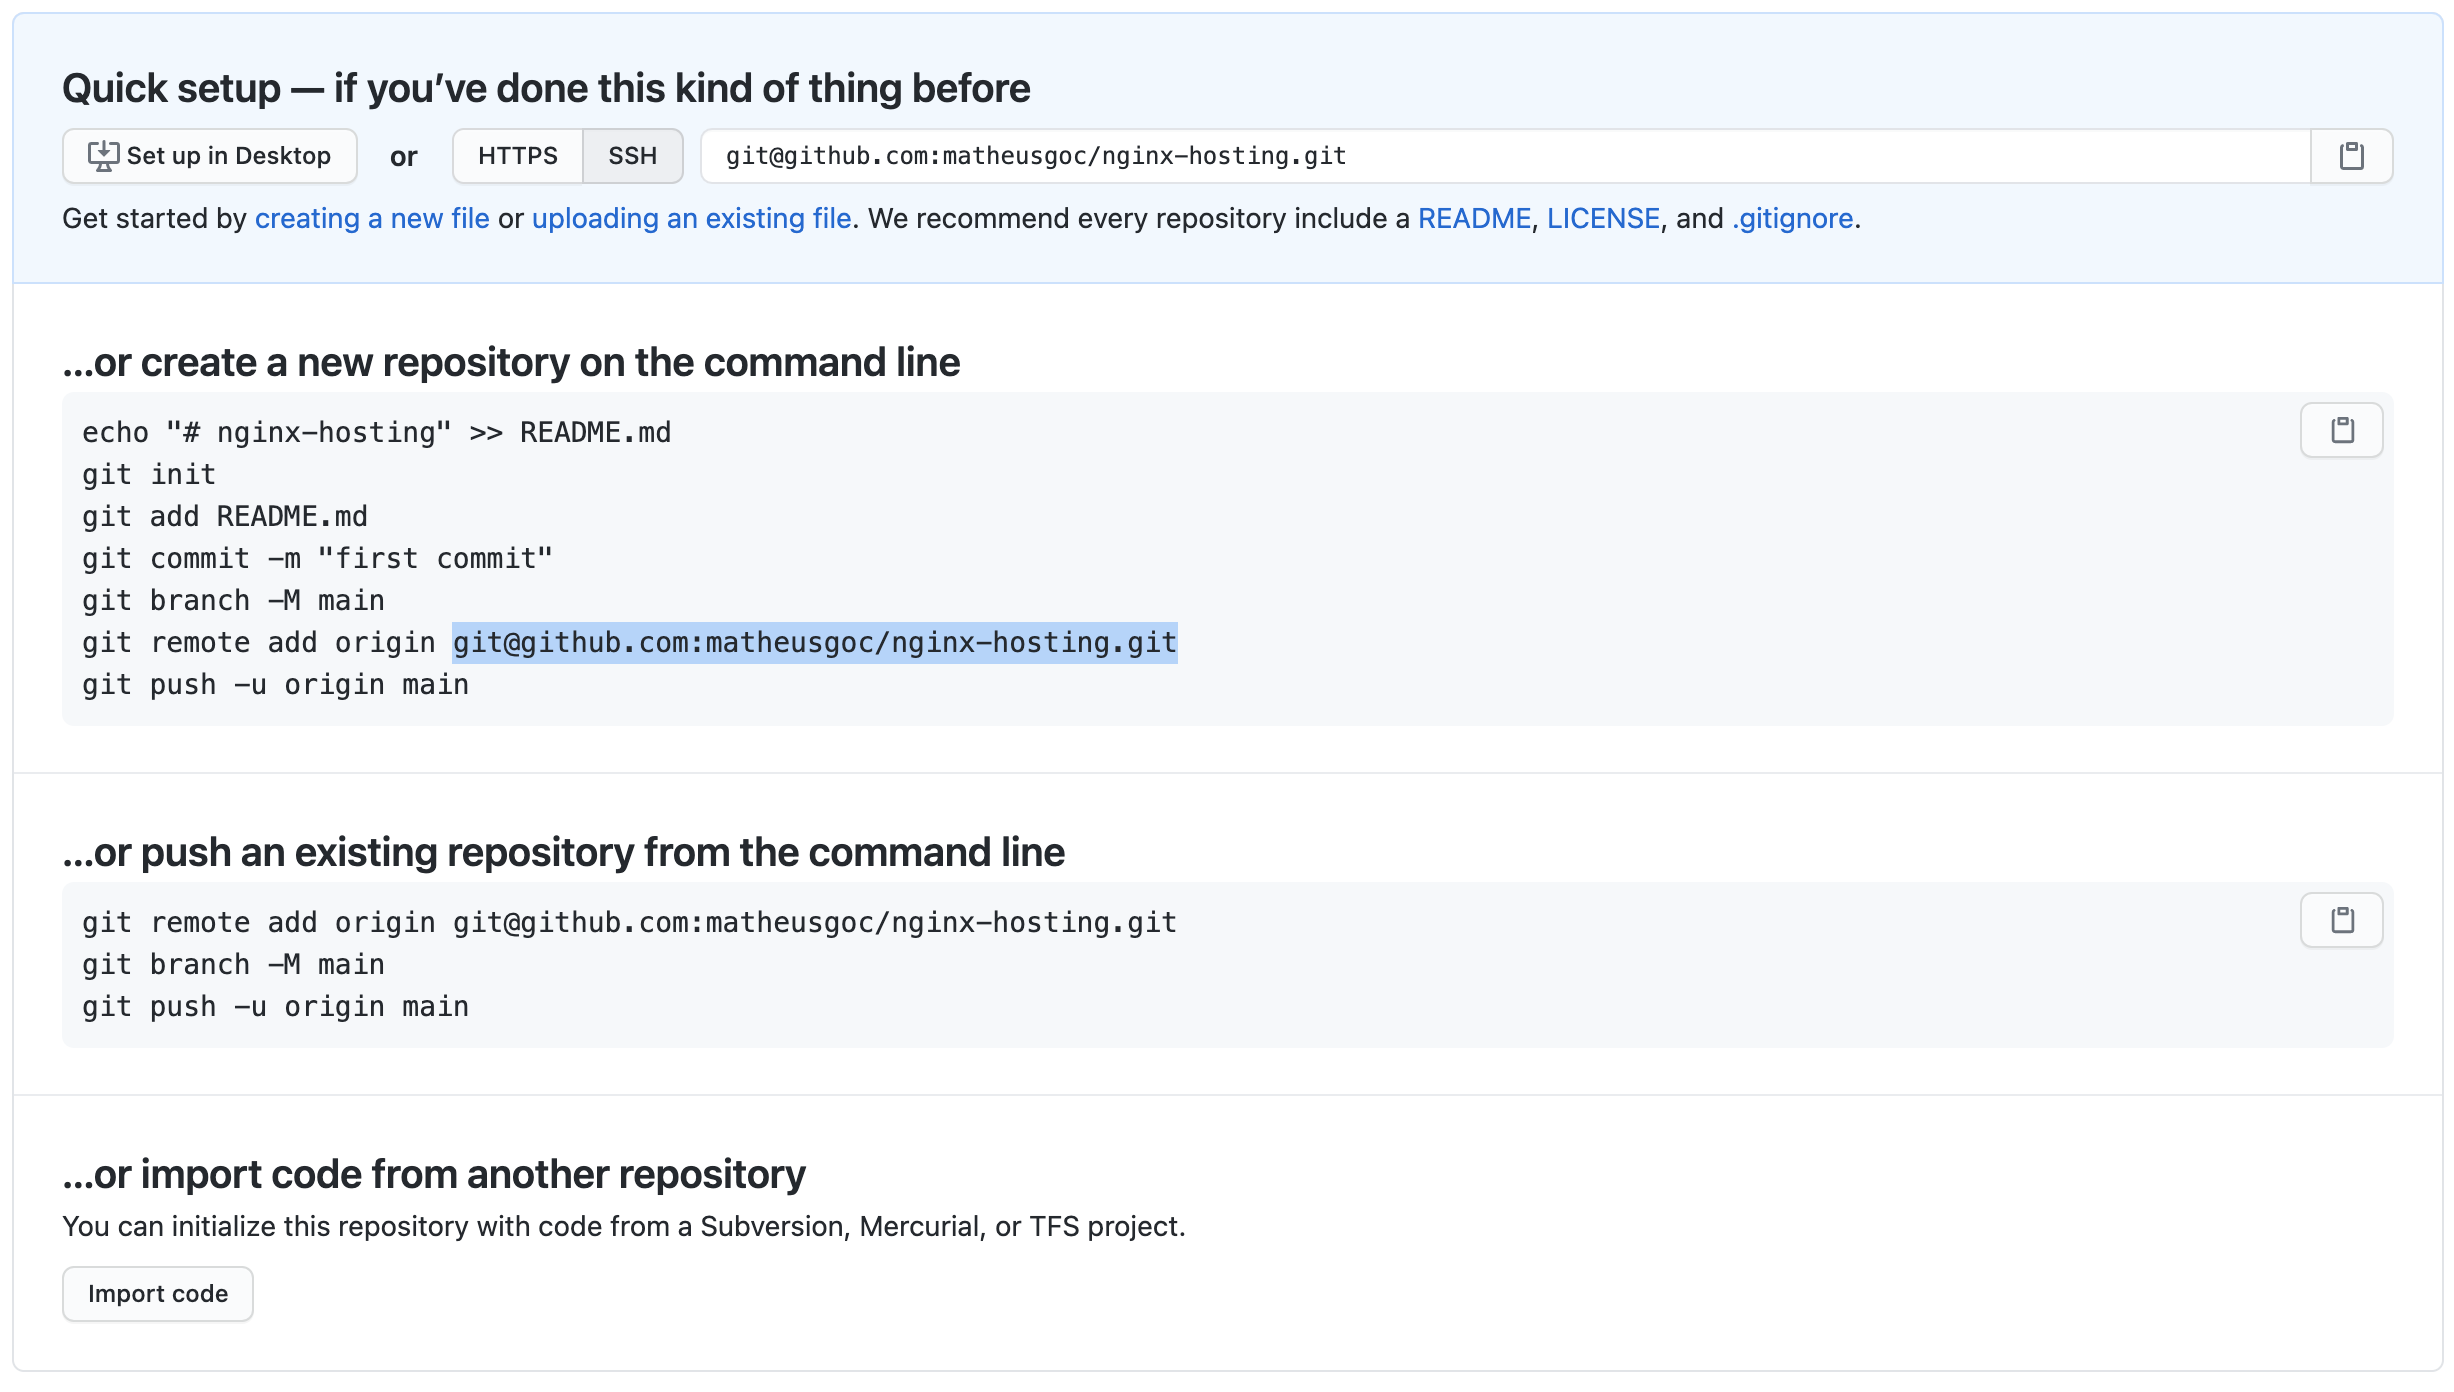 Quick setup — if you’ve done this kind of thing before
Set up in Desktop or HTTPS SSH git@github.com:matheusgoc/nginx-hosting.git
Get started by creating a new file or uploading an existing file. We recommend every repository include a README, LICENSE, and .gitignore.
...or create a new repository on the command line
echo "# nginx-hosting" >> README.md
git init
git add README.md
git commit -m "first commit"
git branch -M main
git remote add origin git@github.com:matheusgoc/nginx-hosting.git
git push -u origin main
...or push an existing repository from the command line
git remote add origin git@github.com:matheusgoc/nginx-hosting.git
git branch -M main
git push -u origin main
...or import code from another repository
You can initialize this repository with code from a Subversion, Mercurial, or TFS project.
Import code